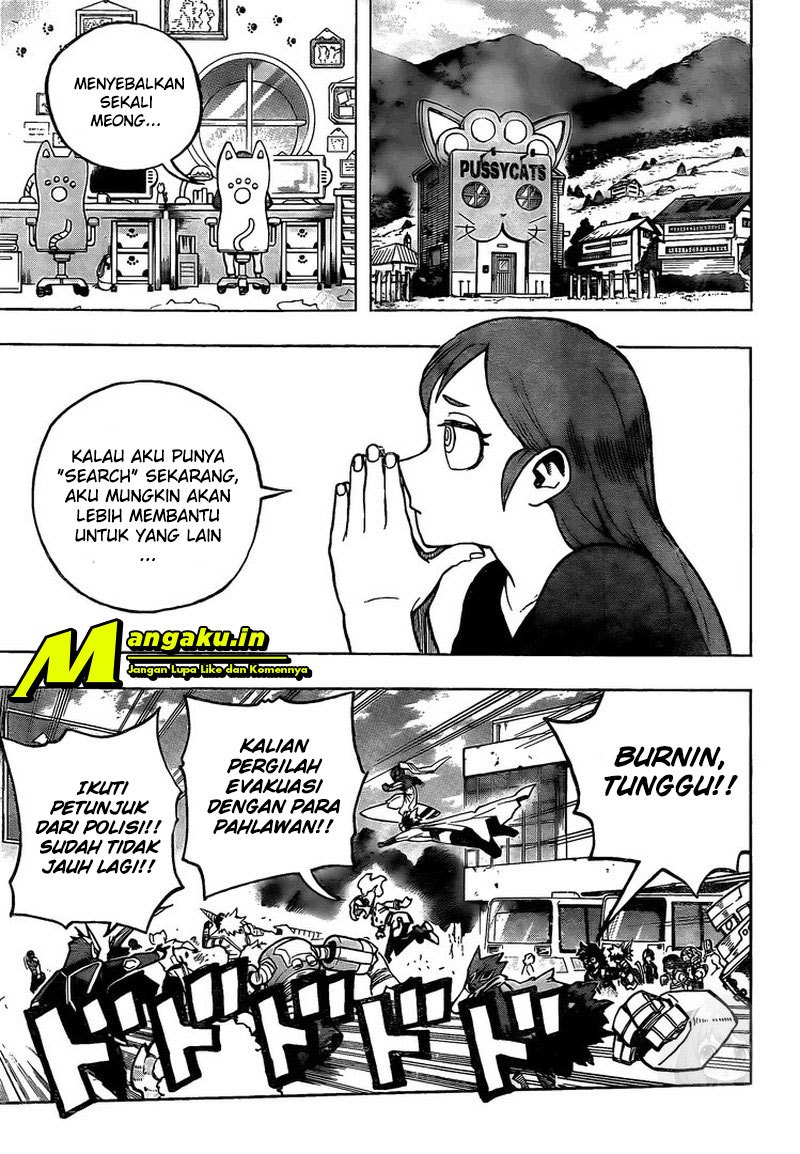 PUSSYCATS
MENYEBALKAN
SEKALI
MEONG...
KALAU AKU PUNYA
"SEARCH" SEKARANG,
AKU MUNGKIN AKAN
LEBIH MEMBANTU
UNTUK YANG LAIN
...
Mangaku.in
Jangan Lupa Like dan Komennya
BURNIN,
TUNGGU!!
KALIAN
PERGILAH
EVAKUASI
DENGAN PARA
PAHLAWAN!!
IKUTI
PETUNJUK
DARI POLISI!!
SUDAH TIDAK
JAUH LAGI!!
ドドドドド